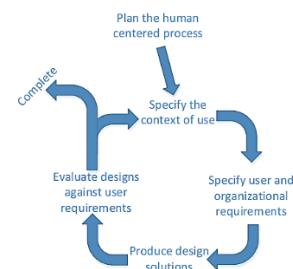 Plan the human
centered process
Complete
Specify the
context of use
Evaluate designs
against user
requirements
Specify user and
organizational
requirements
Produce design
solutions